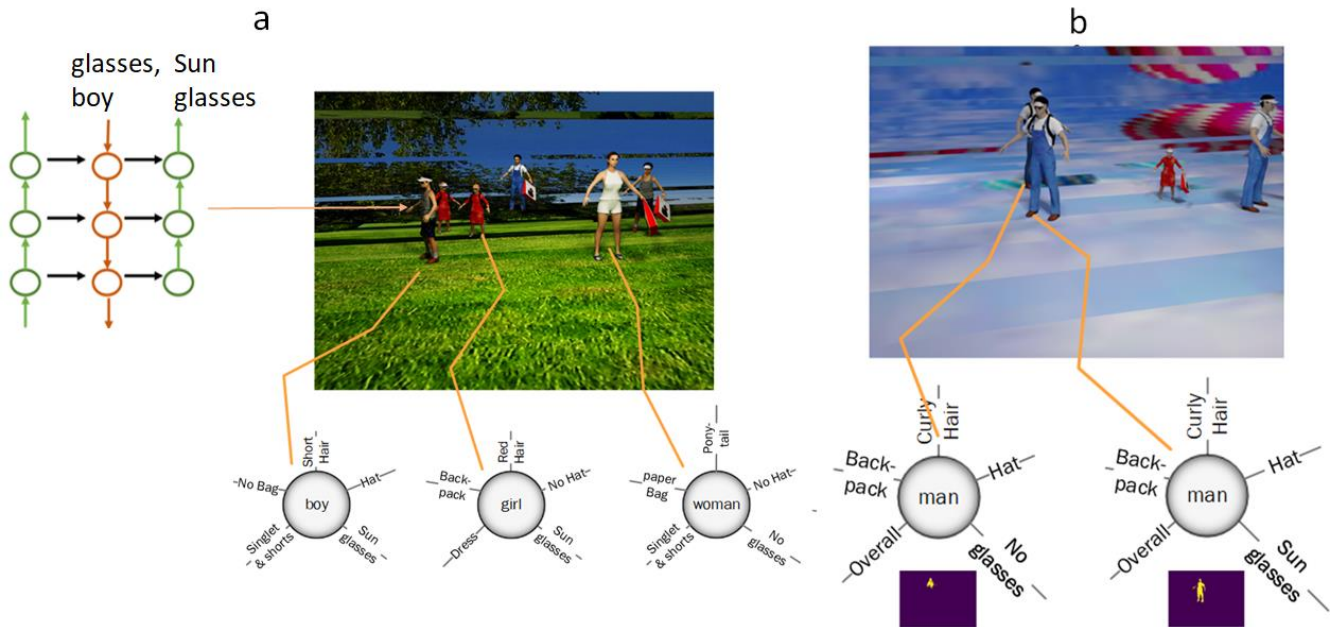 a
b
glasses,
boy
Sun
glasses
Short
Hair
No Bag
Hat
boy
Singlet
& shorts
Sun
glasses
Red
Hair
Back-
pack
No Hat
girl
Dress
Sun
glasses
Pony-
tail
paper
Bag
No Hat
woman
Singlet
& shorts
No
glasses
Curly
Hair
Back-
pack
Hat
man
Overall
No
glasses
Curly
Hair
Back-
pack
Hat
man
Overall
Sun
glasses